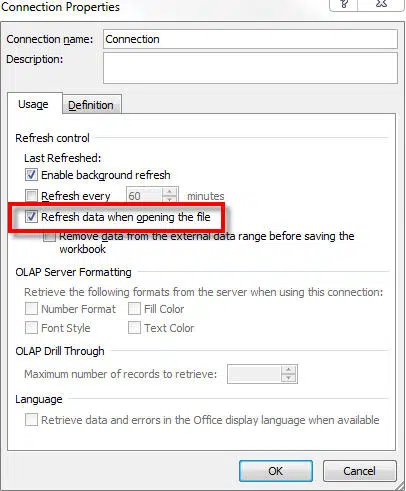 Connection Properties
Connection name: Connection
Description:
Usage Definition
Refresh control
Last Refreshed:
Enable background refresh
Refresh every 60 minutes
Refresh data when opening the file
Remove data from the external data range before saving the
workbook
OLAP Server Formatting
Retrieve the following formats from the server when using this connection:
Number Format Fill Color
Font Style Text Color
OLAP Drill Through
Maximum number of records to retrieve:
Language
Retrieve data and errors in the Office display language when available
OK Cancel